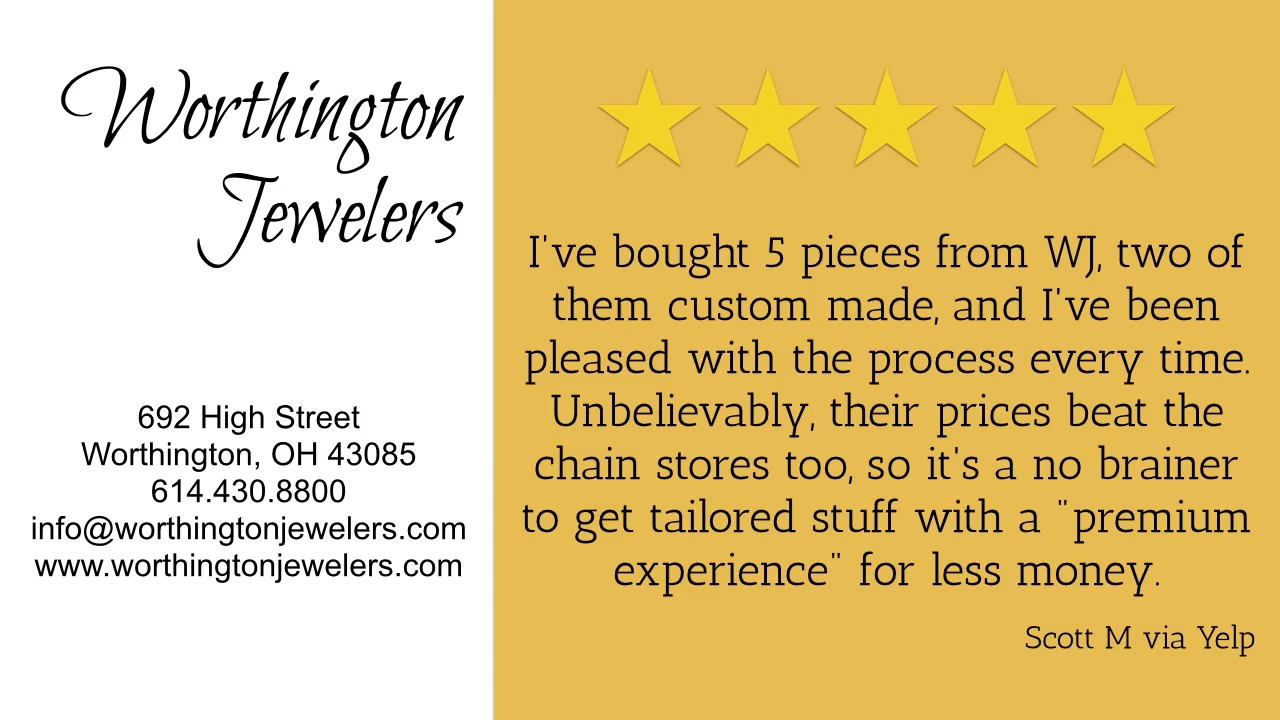 Worthington
Jewelers
692 High Street
Worthington, OH 43085
614.430.8800
info@worthingtonjewelers.com
www.worthingtonjewelers.com
I've bought 5 pieces from WJ, two of
them custom made, and I've been
pleased with the process every time.
Unbelievably, their prices beat the
chain stores too, so it's a no brainer
to get tailored stuff with a "premium
experience" for less money.
Scott M via Yelp